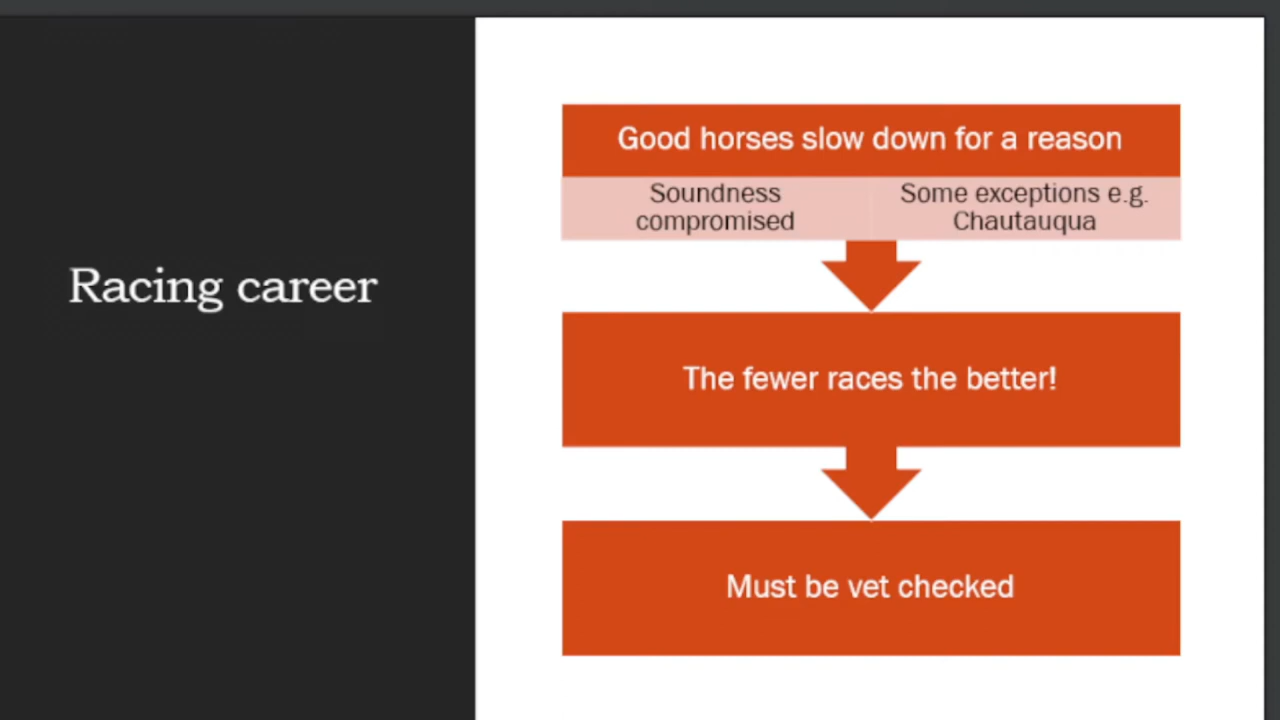 Racing career
Good horses slow down for a reason
Soundness
compromised
Some exceptions e.g.
Chautauqua
The fewer races the better!
Must be vet checked